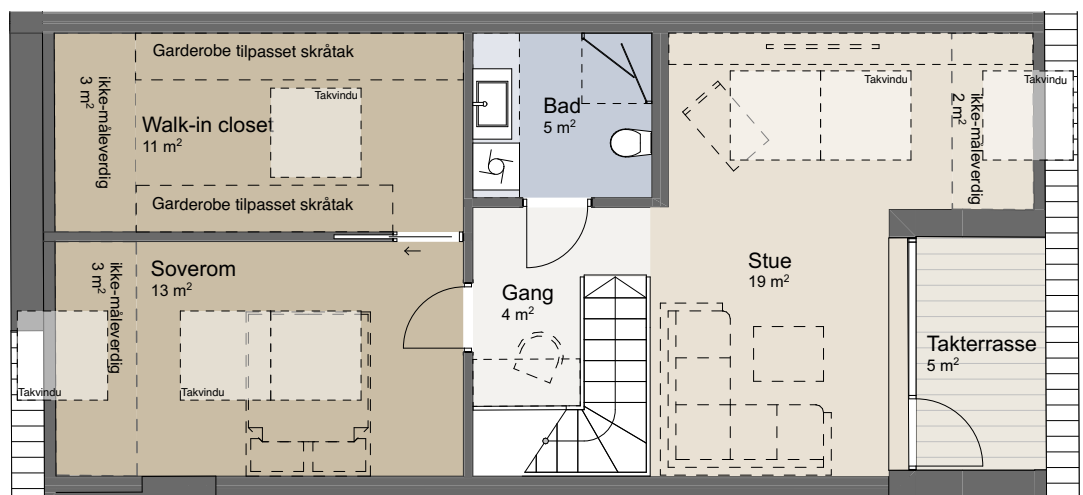 Garderobe tilpasset skråtak
ikke-måleverdig
3 m²
Takvindu
Walk-in closet
11 m²
Garderobe tilpasset skråtak
Bad
5 m²
Takvindu
Takvindu
ikke-måleverdig
2 m²
Soverom
13 m²
ikke-måleverdig
3 m²
Takvindu
Takvindu
Gang
4 m²
Stue
19 m²
Takterrasse
5 m²